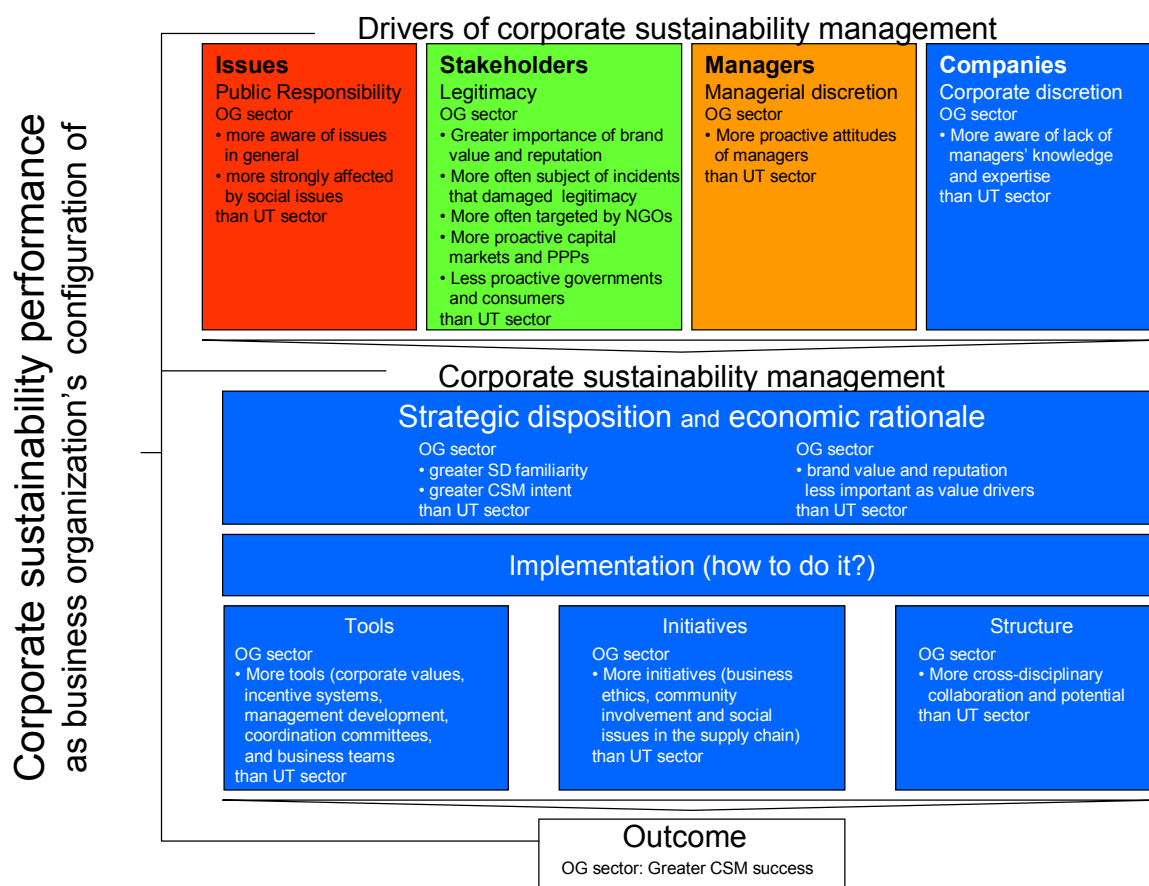 Corporate sustainability performance
as business organization's configuration of
Drivers of corporate sustainability management
Issues
Public Responsibility
OG sector
• more aware of issues
in general
• more strongly affected
by social issues
than UT sector
Stakeholders
Legitimacy
OG sector
• Greater importance of brand
value and reputation
• More often subject of incidents
that damaged legitimacy
• More often targeted by NGOs
• More proactive capital
markets and PPPs
• Less proactive governments
and consumers
than UT sector
Managers
Managerial discretion
OG sector
• More proactive attitudes
of managers
than UT sector
Companies
Corporate discretion
OG sector
• More aware of lack of
managers' knowledge
and expertise
than UT sector
Corporate sustainability management
Strategic disposition and economic rationale
OG sector
• greater SD familiarity
• greater CSM intent
than UT sector
OG sector
• brand value and reputation
less important as value drivers
than UT sector
Implementation (how to do it?)
Tools
OG sector
• More tools (corporate values,
incentive systems,
management development,
coordination committees,
and business teams
than UT sector
Initiatives
OG sector
• More initiatives (business
ethics, community
involvement and social
issues in the supply chain)
than UT sector
Structure
OG sector
• More cross-disciplinary
collaboration and potential
than UT sector
Outcome
OG sector: Greater CSM success